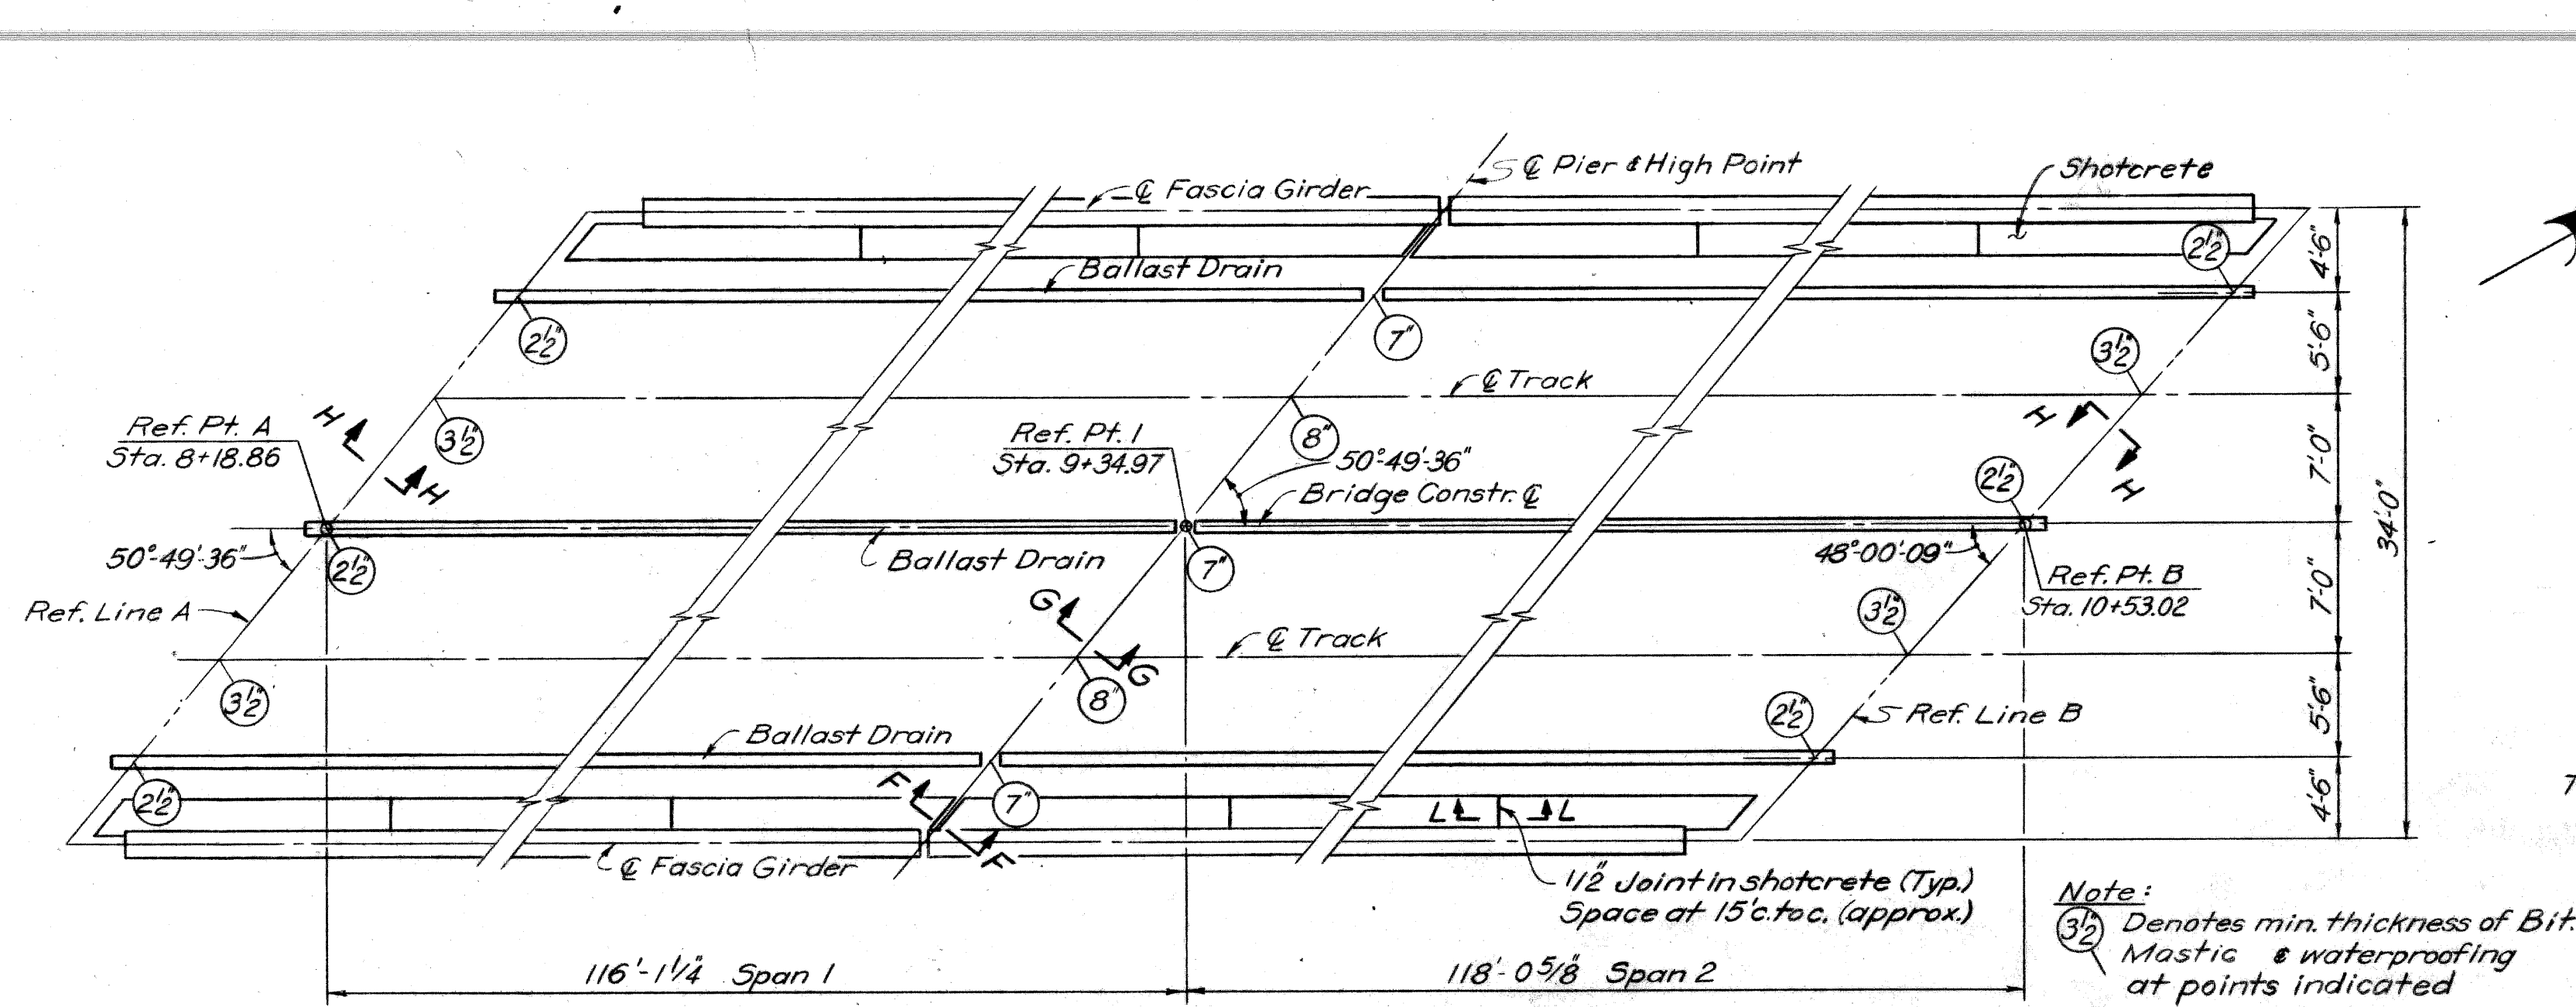 ℄ Pier & High Point
Shotcrete
℄ Fascia Girder
2½"
4'-6"
Ballast Drain
2½"
7"
5'-6"
3½"
℄ Track
H
H
3½"
8"
7'-0"
Ref. Pt. A
Sta. 8+18.86
Ref. Pt. 1
Sta. 9+34.97
50°-49'-36"
Bridge Constr. ℄
2½"
H
H
34'-0"
50°-49'-36"
2½"
Ballast Drain
7"
48°-00'-09"
Ref. Pt. B
Sta. 10+53.02
7'-0"
Ref. Line A
G
G
3½"
℄ Track
3½"
8"
5'-6"
2½"
Ref. Line B
Ballast Drain
2½"
F
F
7"
L
L
4'-6"
℄ Fascia Girder
1/2" Joint in shotcrete (Typ.)
Space at 15' c. to c. (approx.)
Note:
3½" Denotes min. thickness of Bit.
Mastic & waterproofing
at points indicated
116'-1¼" Span 1
118'-0 5/8" Span 2